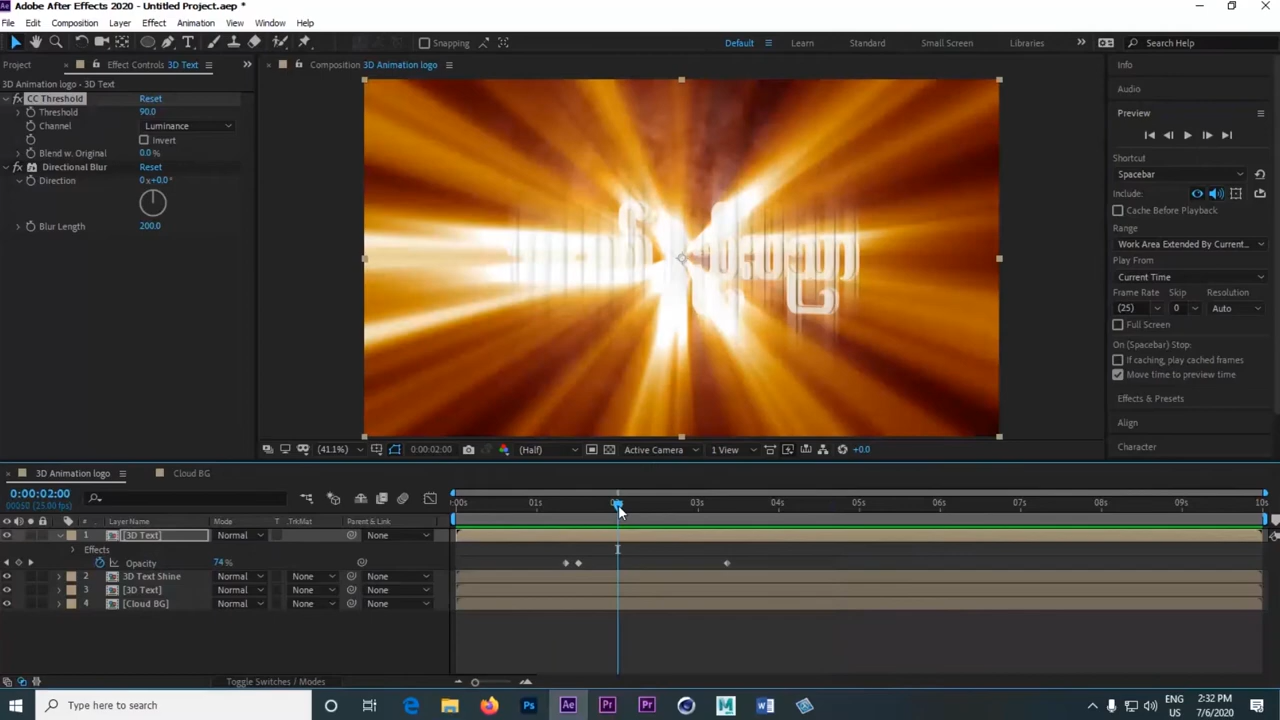 Adobe After Effects 2020 - Untitled Project.aep *
File Edit Composition Layer Effect Animation View Window Help
Snapping Default Learn Standard Small Screen Libraries Search Help
Project Effect Controls 3D Text Composition 3D Animation logo Info
3D Animation logo - 3D Text
CC Threshold Reset
Threshold 90.0
Channel Luminance
Invert
Blend w. Original 0.0 %
Directional Blur Reset
Direction 0 x+0.0°
Blur Length 200.0
Audio
Preview
Shortcut
Spacebar
Include:
Cache Before Playback
Range
Work Area Extended By Current...
Play From
Current Time
Frame Rate Skip Resolution
(25) 0 Auto
Full Screen
On (Spacebar) Stop:
If caching, play cached frames
Move time to preview time
Effects & Presets
Align
Character
(41.1%) 0:00:02:00 (Half) Active Camera 1 View +0.0
3D Animation logo Cloud BG
0:00:02:00
00050 (25.00 fps)
:00s 01s 03s 04s 05s 06s 07s 08s 09s 10s
# Layer Name Mode T .TrkMat Parent & Link
1 [3D Text] Normal None
Effects
Opacity 74 %
2 3D Text Shine Normal None None
3 [3D Text] Normal None None
4 [Cloud BG] Normal None None
Toggle Switches / Modes
Type here to search
ENG
US
2:32 PM
7/6/2020